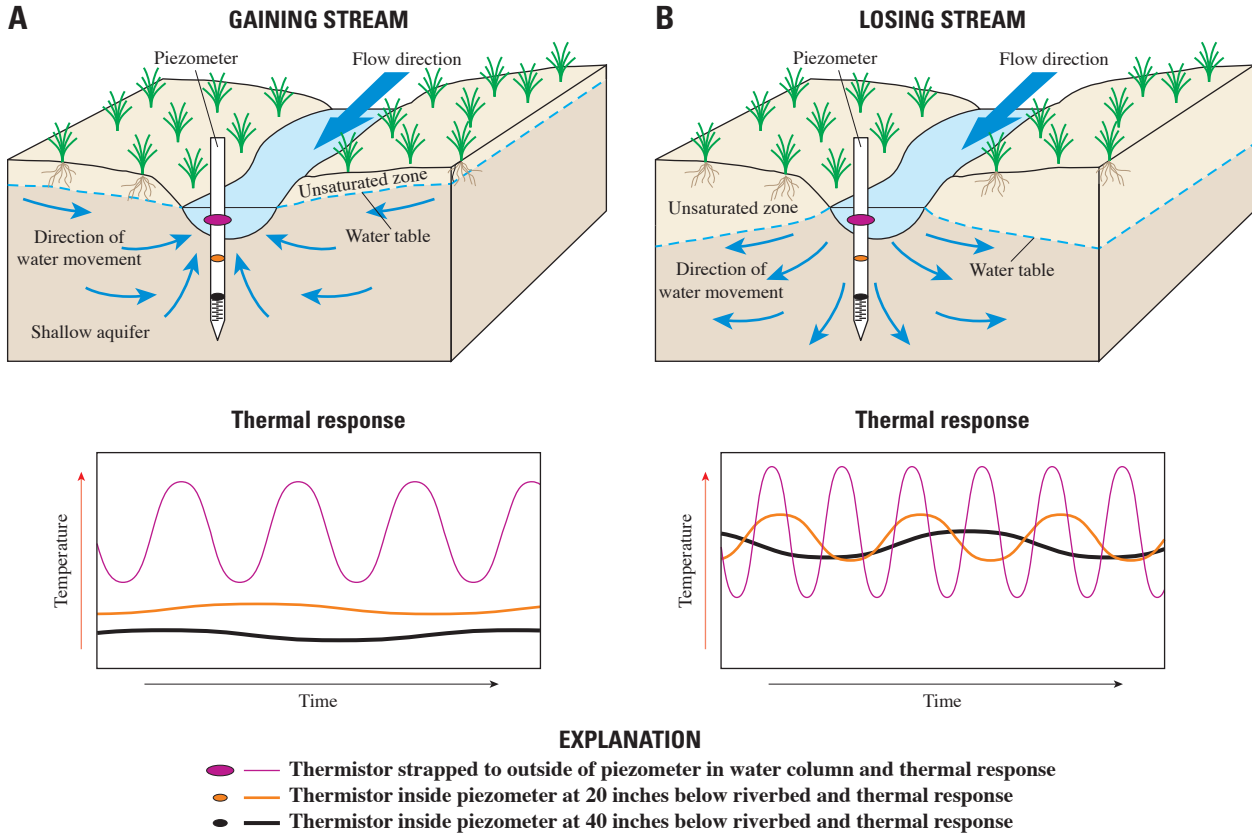 A
GAINING STREAM
Piezometer
Flow direction
Unsaturated zone
Water table
Direction of
water movement
Shallow aquifer
B
LOSING STREAM
Piezometer
Flow direction
Unsaturated zone
Direction of
water movement
Water table
Thermal response
Temperature
Time
Thermal response
Temperature
Time
EXPLANATION
Thermistor strapped to outside of piezometer in water column and thermal response
Thermistor inside piezometer at 20 inches below riverbed and thermal response
Thermistor inside piezometer at 40 inches below riverbed and thermal response